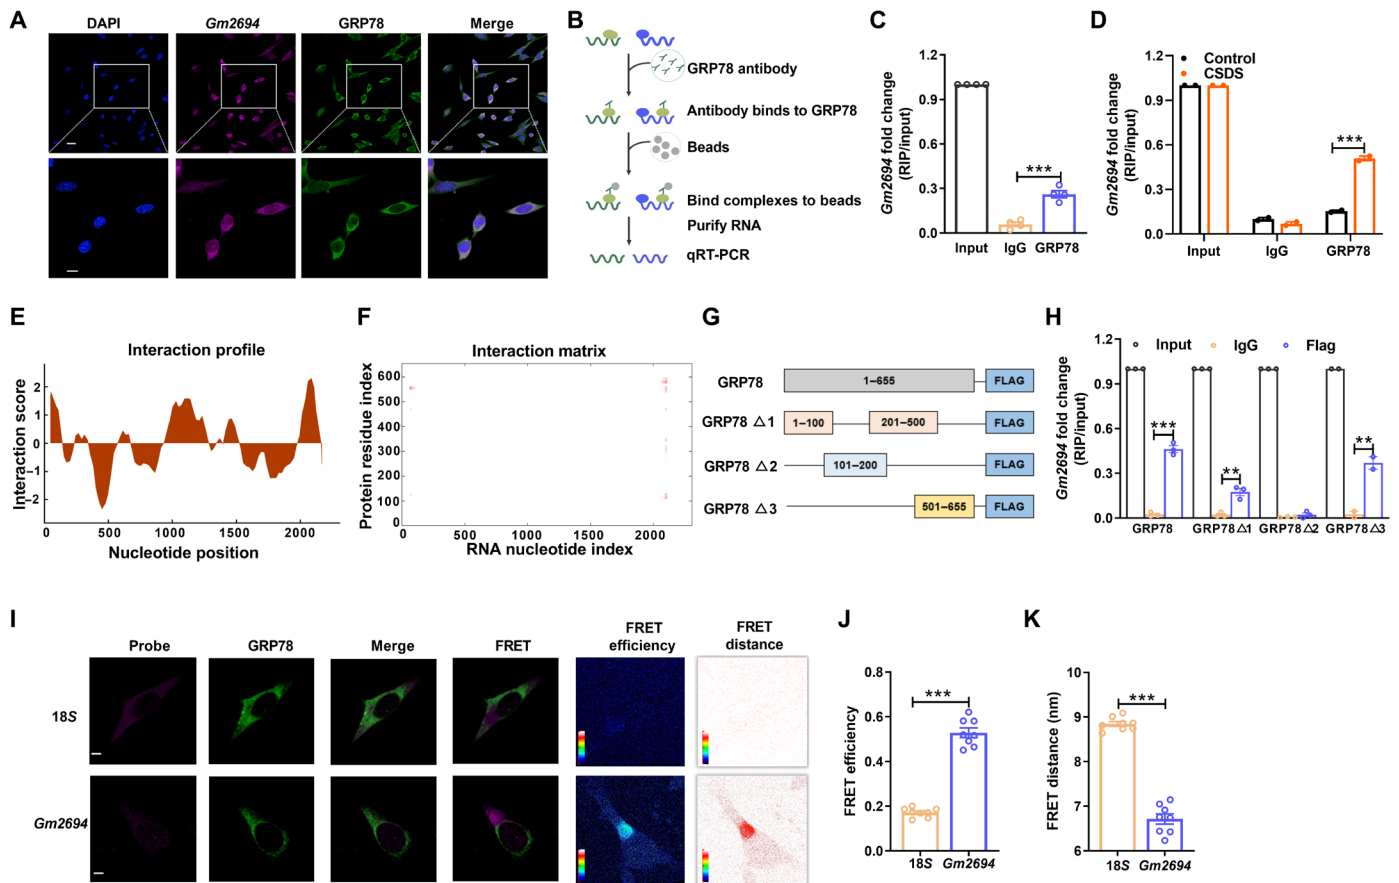 A
DAPI
Gm2694
GRP78
Merge
B
GRP78 antibody
Antibody binds to GRP78
Beads
Bind complexes to beads
Purify RNA
qRT-PCR
C
Gm2694 fold change
(RIP/input)
1.2
0.9
0.6
0.3
0.0
***
Input
IgG
GRP78
D
Gm2694 fold change
(RIP/input)
1.2
0.9
0.6
0.3
0.0
Control
CSDS
***
Input
IgG
GRP78
E
Interaction profile
Interaction score
2
1
0
−1
−2
0
500
1000
1500
2000
Nucleotide position
F
Interaction matrix
Protein residue index
600
500
400
300
200
100
0
0
500
1000
1500
2000
RNA nucleotide index
G
GRP78
1–655
FLAG
GRP78 △1
1–100
201–500
FLAG
GRP78 △2
101–200
FLAG
GRP78 △3
501–655
FLAG
H
Input
IgG
Flag
Gm2694 fold change
(RIP/input)
1.2
0.9
0.6
0.3
0.0
***
**
**
GRP78
GRP78△1
GRP78△2
GRP78△3
I
Probe
GRP78
Merge
FRET
FRET
efficiency
FRET
distance
18S
Gm2694
J
FRET efficiency
0.8
0.6
0.4
0.2
0.0
***
18S
Gm2694
K
FRET distance (nm)
10
9
8
7
6
***
18S
Gm2694